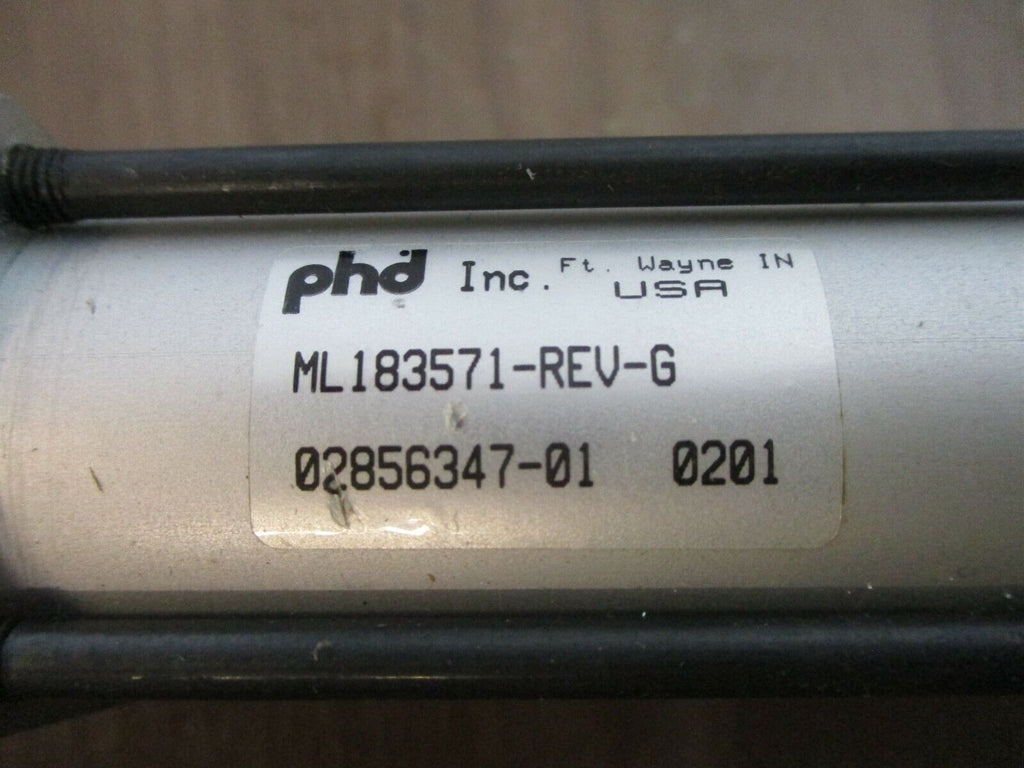 phd Inc. Ft. Wayne IN
USA
ML183571-REV-G
02856347-01 0201